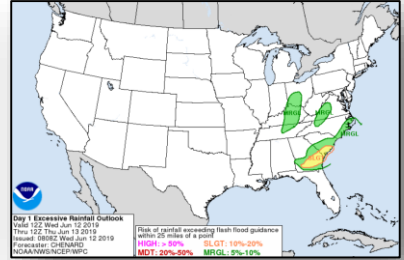 MRGL
MRGL
MRGL
SLGT
NOAA
Day 1 Excessive Rainfall Outlook
Valid 12Z Wed Jun 12 2019
Thru 12Z Thu Jun 13 2019
Issued: 0808Z Wed Jun 12 2019
Forecaster: CHENARD
NOAA/NWS/NCEP/WPC
Risk of rainfall exceeding flash flood guidance
within 25 miles of a point
HIGH: > 50% SLGT: 10%-20%
MDT: 20%-50% MRGL: 5%-10%